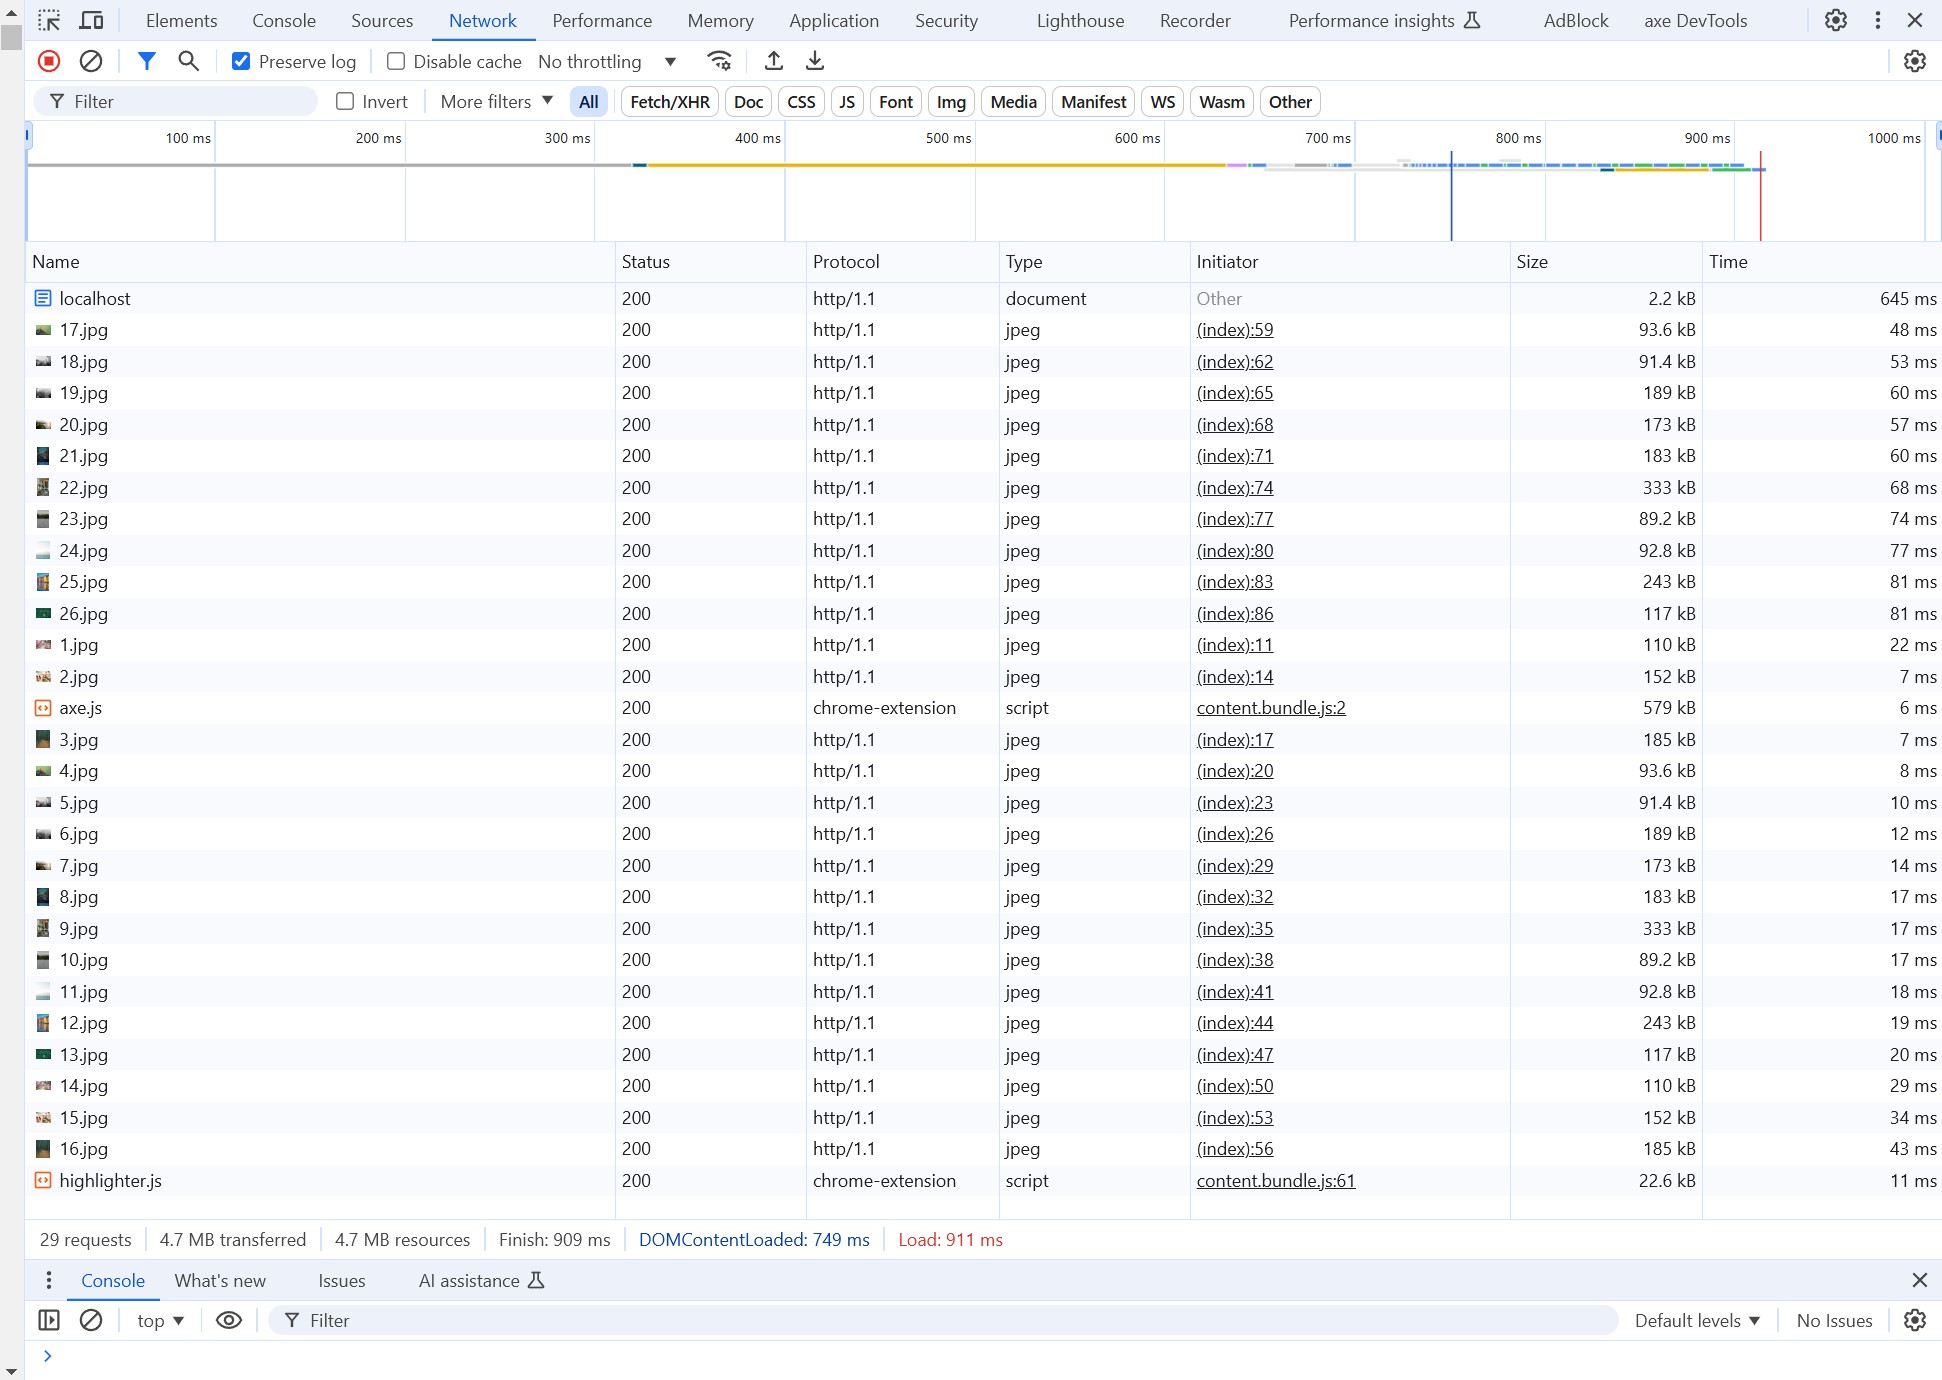 Elements Console Sources Network Performance Memory Application Security Lighthouse Recorder Performance insights AdBlock axe DevTools
Preserve log Disable cache No throttling
Filter Invert More filters All Fetch/XHR Doc CSS JS Font Img Media Manifest WS Wasm Other
100 ms 200 ms 300 ms 400 ms 500 ms 600 ms 700 ms 800 ms 900 ms 1000 ms
Name Status Protocol Type Initiator Size Time
localhost 200 http/1.1 document Other 2.2 kB 645 ms
17.jpg 200 http/1.1 jpeg (index):59 93.6 kB 48 ms
18.jpg 200 http/1.1 jpeg (index):62 91.4 kB 53 ms
19.jpg 200 http/1.1 jpeg (index):65 189 kB 60 ms
20.jpg 200 http/1.1 jpeg (index):68 173 kB 57 ms
21.jpg 200 http/1.1 jpeg (index):71 183 kB 60 ms
22.jpg 200 http/1.1 jpeg (index):74 333 kB 68 ms
23.jpg 200 http/1.1 jpeg (index):77 89.2 kB 74 ms
24.jpg 200 http/1.1 jpeg (index):80 92.8 kB 77 ms
25.jpg 200 http/1.1 jpeg (index):83 243 kB 81 ms
26.jpg 200 http/1.1 jpeg (index):86 117 kB 81 ms
1.jpg 200 http/1.1 jpeg (index):11 110 kB 22 ms
2.jpg 200 http/1.1 jpeg (index):14 152 kB 7 ms
axe.js 200 chrome-extension script content.bundle.js:2 579 kB 6 ms
3.jpg 200 http/1.1 jpeg (index):17 185 kB 7 ms
4.jpg 200 http/1.1 jpeg (index):20 93.6 kB 8 ms
5.jpg 200 http/1.1 jpeg (index):23 91.4 kB 10 ms
6.jpg 200 http/1.1 jpeg (index):26 189 kB 12 ms
7.jpg 200 http/1.1 jpeg (index):29 173 kB 14 ms
8.jpg 200 http/1.1 jpeg (index):32 183 kB 17 ms
9.jpg 200 http/1.1 jpeg (index):35 333 kB 17 ms
10.jpg 200 http/1.1 jpeg (index):38 89.2 kB 17 ms
11.jpg 200 http/1.1 jpeg (index):41 92.8 kB 18 ms
12.jpg 200 http/1.1 jpeg (index):44 243 kB 19 ms
13.jpg 200 http/1.1 jpeg (index):47 117 kB 20 ms
14.jpg 200 http/1.1 jpeg (index):50 110 kB 29 ms
15.jpg 200 http/1.1 jpeg (index):53 152 kB 34 ms
16.jpg 200 http/1.1 jpeg (index):56 185 kB 43 ms
highlighter.js 200 chrome-extension script content.bundle.js:61 22.6 kB 11 ms
29 requests 4.7 MB transferred 4.7 MB resources Finish: 909 ms DOMContentLoaded: 749 ms Load: 911 ms
Console What's new Issues AI assistance
top Filter Default levels No Issues